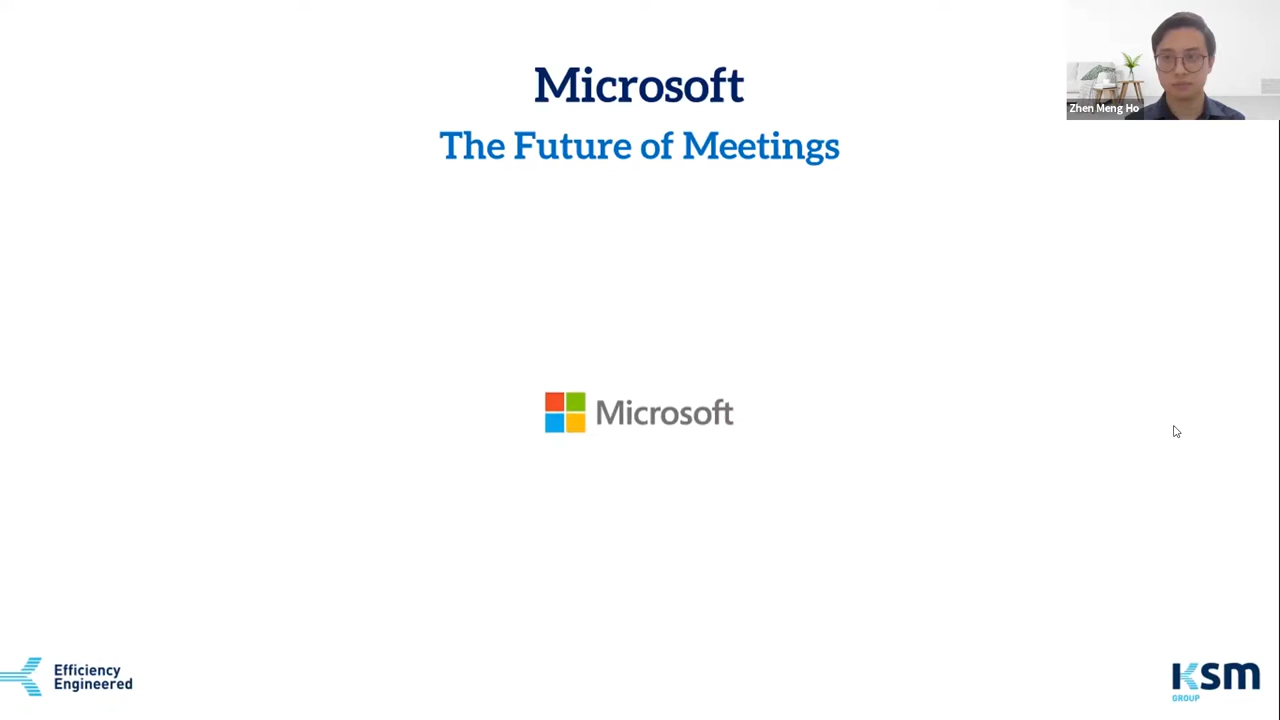 Microsoft
The Future of Meetings
Zhen Meng Ho
Microsoft
Efficiency
Engineered
KSM
GROUP